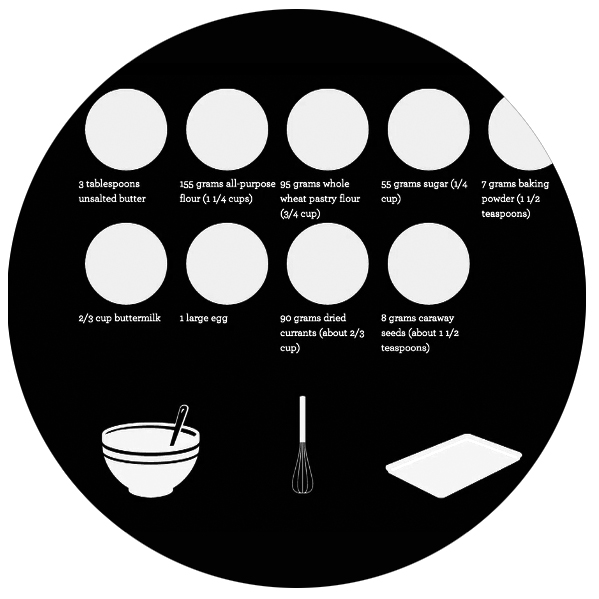 3 tablespoons
unsalted butter
155 grams all-purpose
flour (1 1/4 cups)
95 grams whole
wheat pastry flour
(3/4 cup)
55 grams sugar (1/4
cup)
7 grams baking
powder (1 1/2
teaspoons)
2/3 cup buttermilk
1 large egg
90 grams dried
currants (about 2/3
cup)
8 grams caraway
seeds (about 1 1/2
teaspoons)